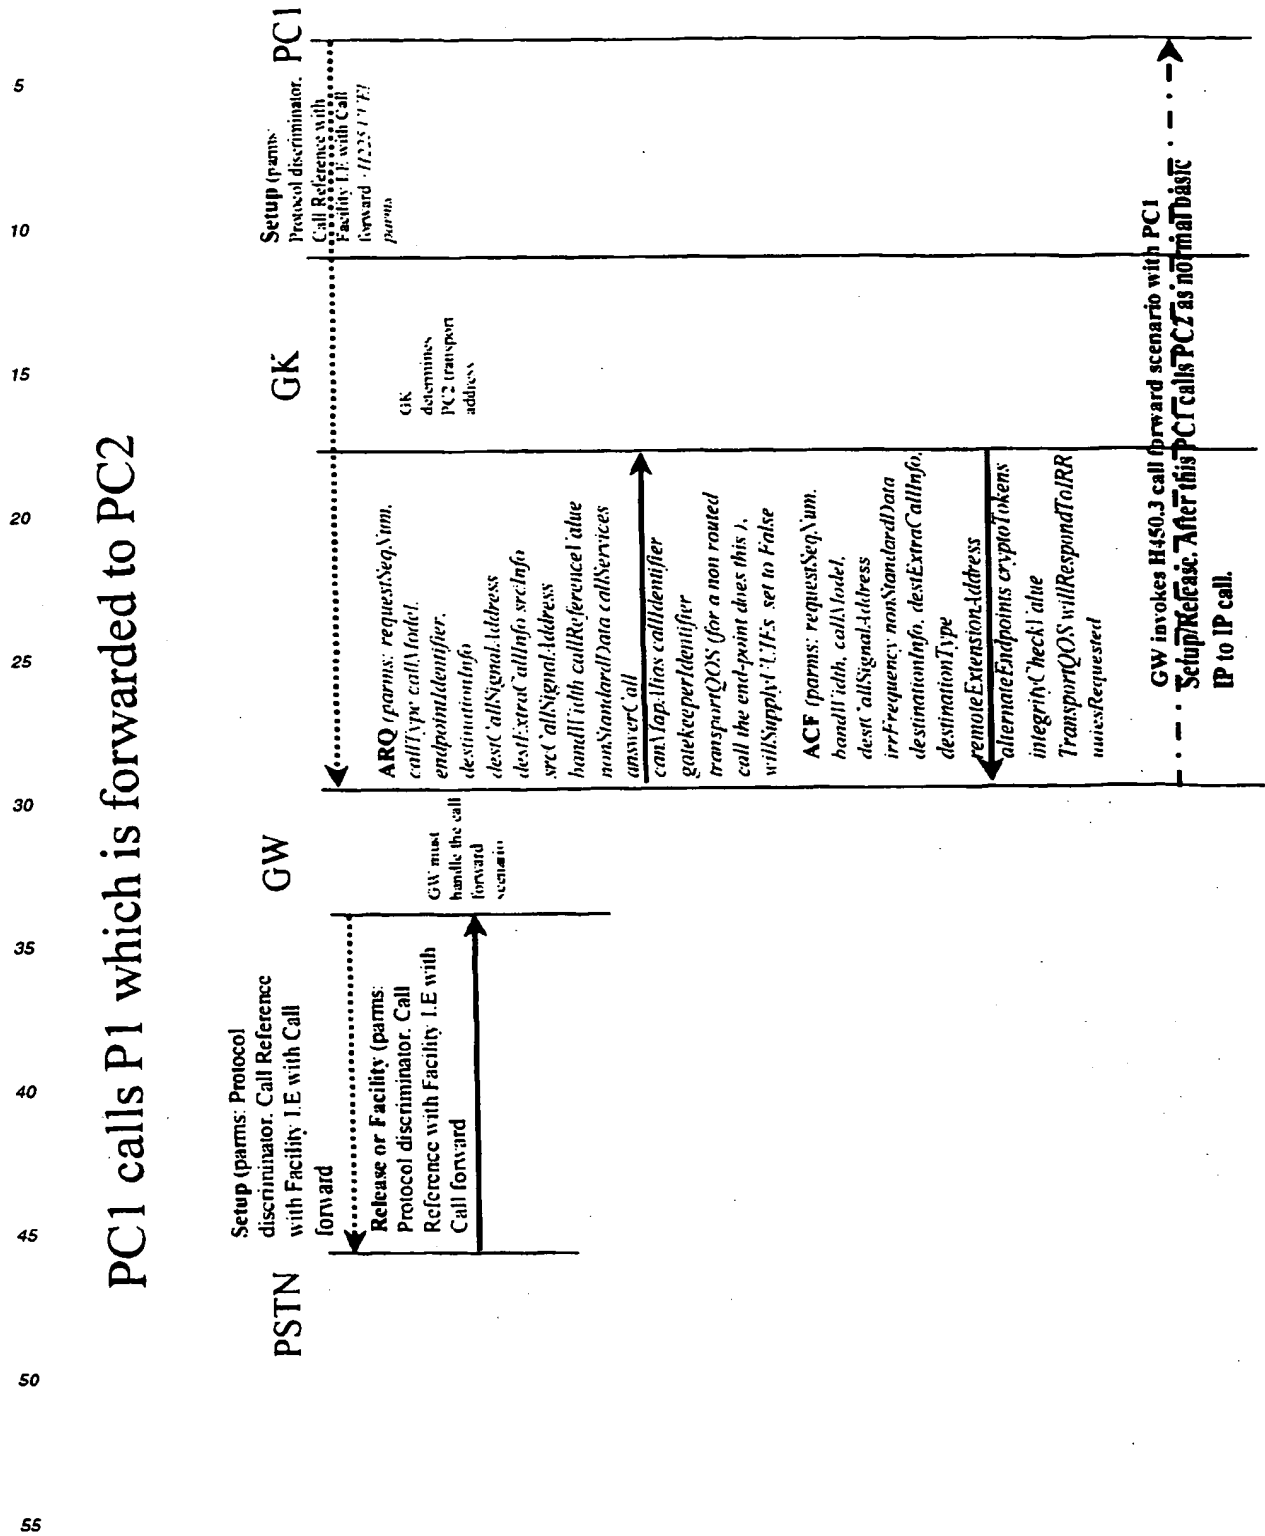 PC1 calls P1 which is forwarded to PC2
PSTN
GW
GK
PC1
Setup (parms: Protocol
discriminator. Call Reference
with Facility I.E with Call
forward
Release or Facility (parms:
Protocol discriminator. Call
Reference with Facility I.E with
Call forward
GW must
handle the call
forward
scenario
Setup (parms:
Protocol discriminator.
Call Reference with
Facility I.E with Call
forward - H225
parms
GK
determines
PC2 transport
address
ARQ (parms: requestSeqNum.
callType callModel.
endpointIdentifier.
destinationInfo
destCallSignalAddress
destExtraCallInfo srcInfo
srcCallSignalAddress
bandWidth callReferenceValue
nonStandardData callServices
answerCall
canMapAlias callIdentifier
gatekeeperIdentifier
transportQOS (for a non routed
call the end-point does this ).
willSupplyUUIEs set to False
ACF (parms: requestSeqNum.
bandWidth, callModel.
destCallSignalAddress
irrFrequency nonStandardData
destinationInfo. destExtraCallInfo.
destinationType
remoteExtensionAddress
alternateEndpoints cryptoTokens
integrityCheckValue
TransportQOS willRespondToIRR
uuiesRequested
GW invokes H450.3 call forward scenario with PC1
Setup/Release. After this PC1 calls PC2 as normal basic
IP to IP call.
5
10
15
20
25
30
35
40
45
50
55